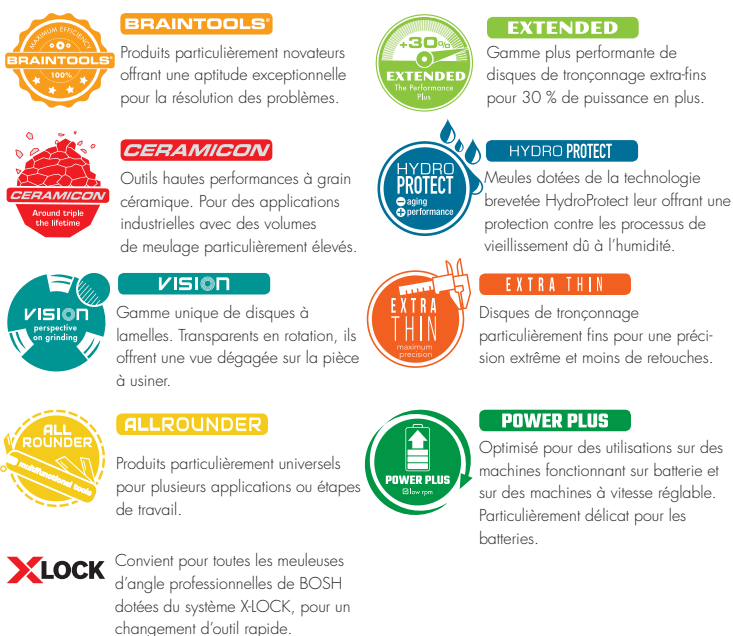 MAXIMUM EFFICIENCY
BRAINTOOLS®
100%
BRAINTOOLS®
Produits particulièrement novateurs
offrant une aptitude exceptionnelle
pour la résolution des problèmes.
CERAMICON
Around triple
the lifetime
CERAMICON
Outils hautes performances à grain
céramique. Pour des applications
industrielles avec des volumes
de meulage particulièrement élevés.
VISION
perspective
on grinding
VISION
Gamme unique de disques à
lamelles. Transparents en rotation, ils
offrent une vue dégagée sur la pièce
à usiner.
ALL
ROUNDER
multifunctional tools
ALLROUNDER
Produits particulièrement universels
pour plusieurs applications ou étapes
de travail.
X-LOCK
Convient pour toutes les meuleuses
d'angle professionnelles de BOSH
dotées du système X-LOCK, pour un
changement d'outil rapide.
+30%
EXTENDED
The Performance
Plus
EXTENDED
Gamme plus performante de
disques de tronçonnage extra-fins
pour 30 % de puissance en plus.
HYDRO
PROTECT
aging
performance
HYDRO PROTECT
Meules dotées de la technologie
brevetée HydroProtect leur offrant une
protection contre les processus de
vieillissement dû à l'humidité.
EXTRA
THIN
maximum
precision
EXTRA THIN
Disques de tronçonnage
particulièrement fins pour une préci-
sion extrême et moins de retouches.
POWER PLUS
low rpm
POWER PLUS
Optimisé pour des utilisations sur des
machines fonctionnant sur batterie et
sur des machines à vitesse réglable.
Particulièrement délicat pour les
batteries.